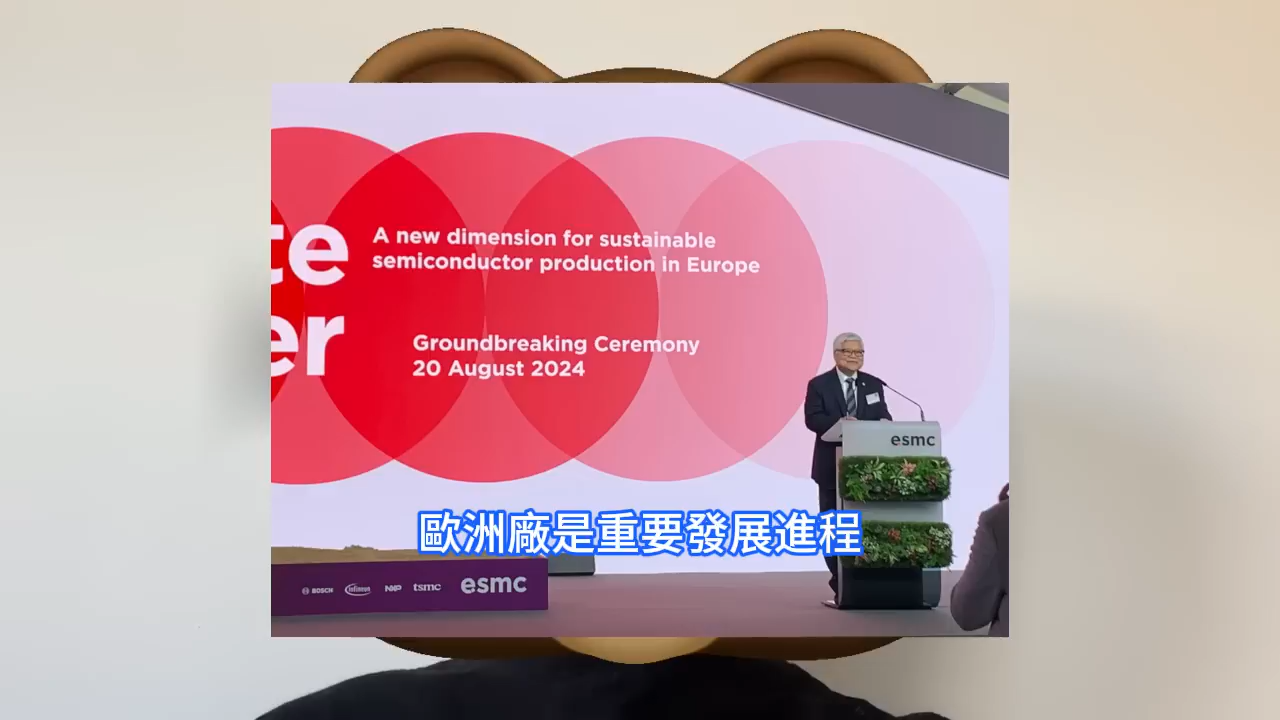 te
er
A new dimension for sustainable
semiconductor production in Europe
Groundbreaking Ceremony
20 August 2024
esmc
歐洲廠是重要發展進程
BOSCH
infineon
NXP
tsmc
esmc